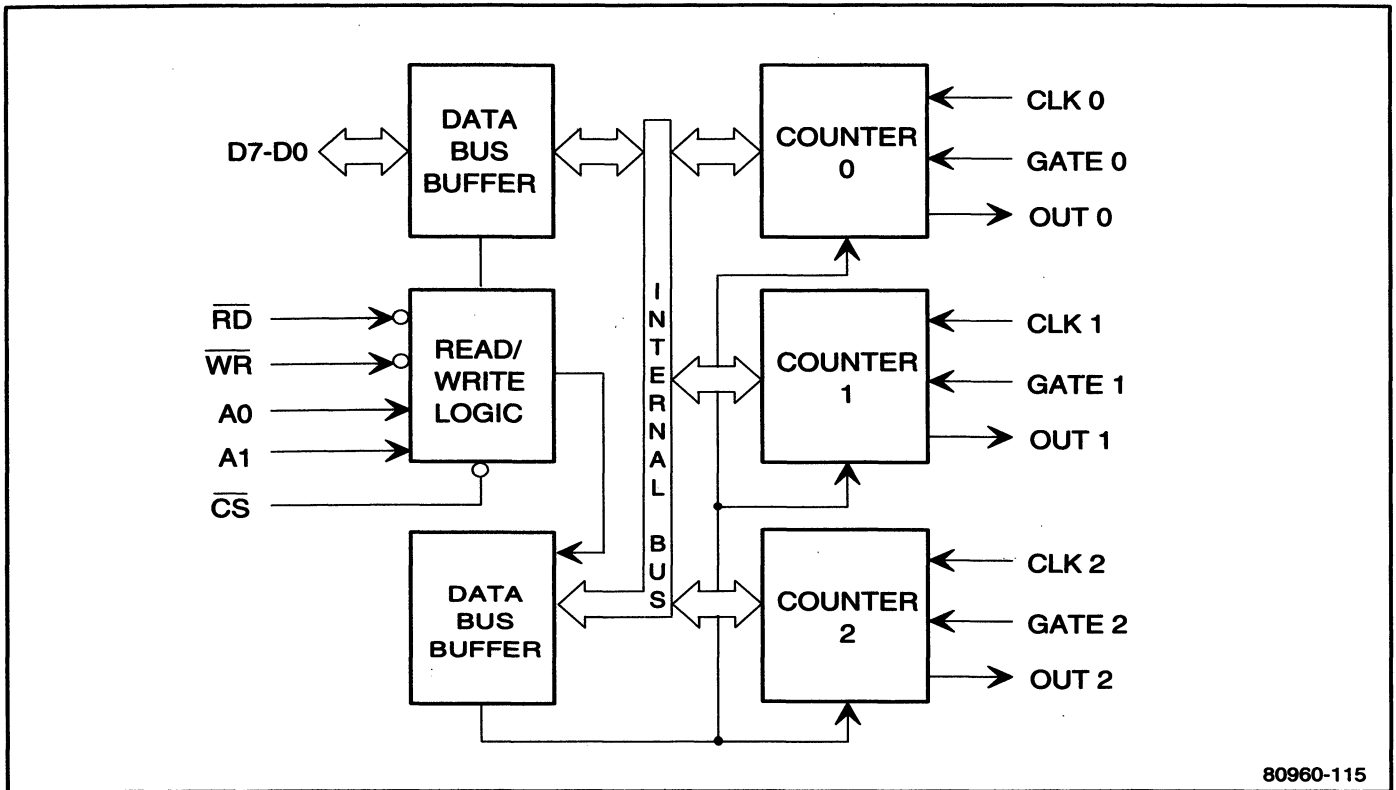 D7-D0
DATA
BUS
BUFFER
COUNTER
0
CLK 0
GATE 0
OUT 0
RD
WR
A0
A1
CS
READ/
WRITE
LOGIC
INTERNAL BUS
COUNTER
1
CLK 1
GATE 1
OUT 1
DATA
BUS
BUFFER
COUNTER
2
CLK 2
GATE 2
OUT 2
80960-115